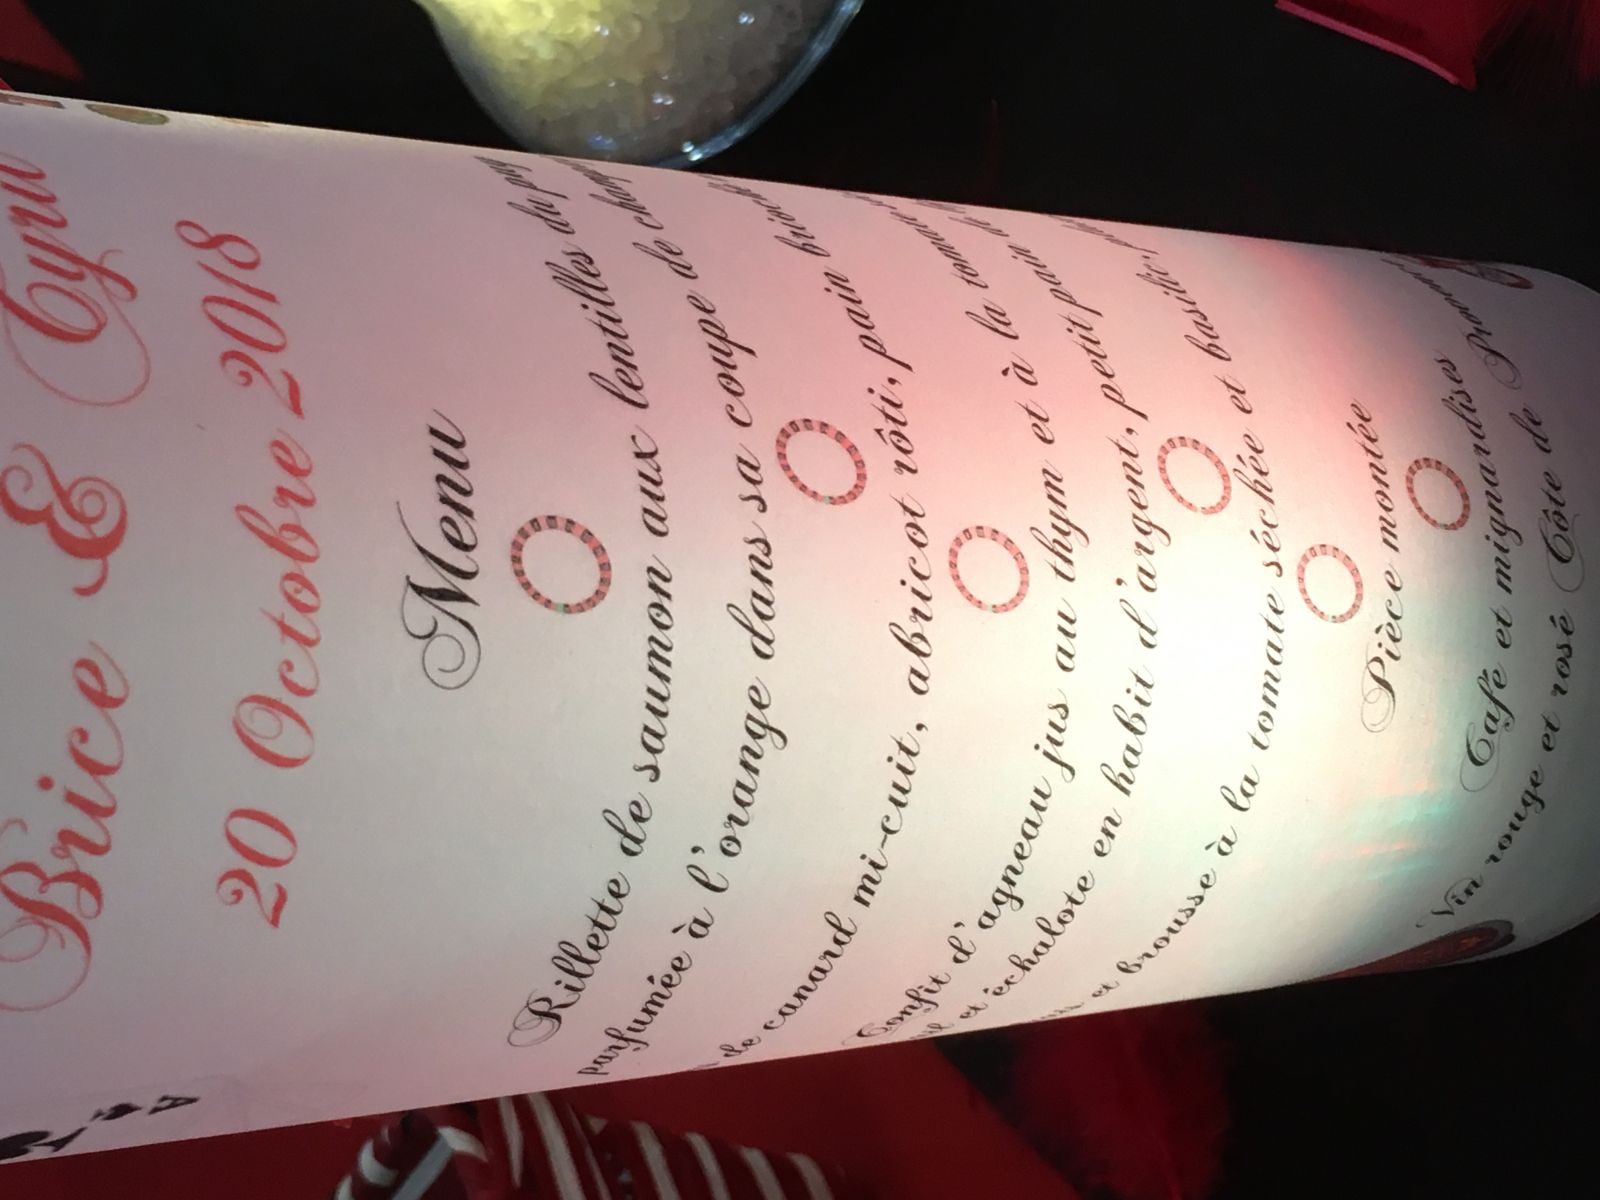 Brice &
20 Octobre 2018
Menu
Rillette de saumon aux lentilles du puy
parfumée à l'orange dans sa coupe de
de canard mi-cuit, abricot rôti, pain
Confit d'agneau jus au thym et à la
et échalote en habit d'argent, petit pain
et brousse à la tomate séchée et basilic,
Pièce montée
Café et mignardises
Vin rouge et rosé Côte de
A